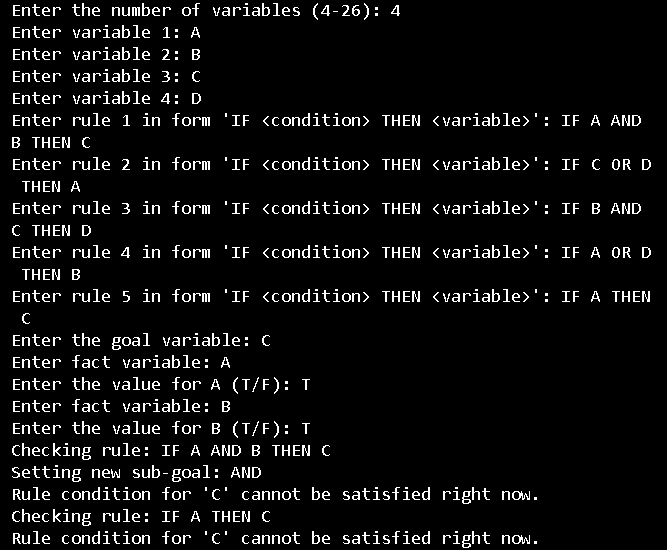 Enter the number of variables (4-26): 4
Enter variable 1: A
Enter variable 2: B
Enter variable 3: C
Enter variable 4: D
Enter rule 1 in form 'IF <condition> THEN <variable>': IF A AND
B THEN C
Enter rule 2 in form 'IF <condition> THEN <variable>': IF C OR D
 THEN A
Enter rule 3 in form 'IF <condition> THEN <variable>': IF B AND
C THEN D
Enter rule 4 in form 'IF <condition> THEN <variable>': IF A OR D
 THEN B
Enter rule 5 in form 'IF <condition> THEN <variable>': IF A THEN
 C
Enter the goal variable: C
Enter fact variable: A
Enter the value for A (T/F): T
Enter fact variable: B
Enter the value for B (T/F): T
Checking rule: IF A AND B THEN C
Setting new sub-goal: AND
Rule condition for 'C' cannot be satisfied right now.
Checking rule: IF A THEN C
Rule condition for 'C' cannot be satisfied right now.